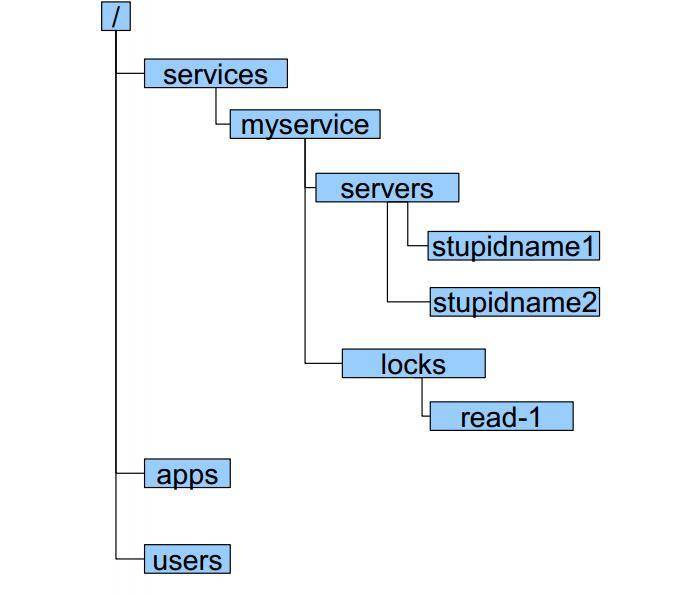 /
services
myservice
servers
stupidname1
stupidname2
locks
read-1
apps
users